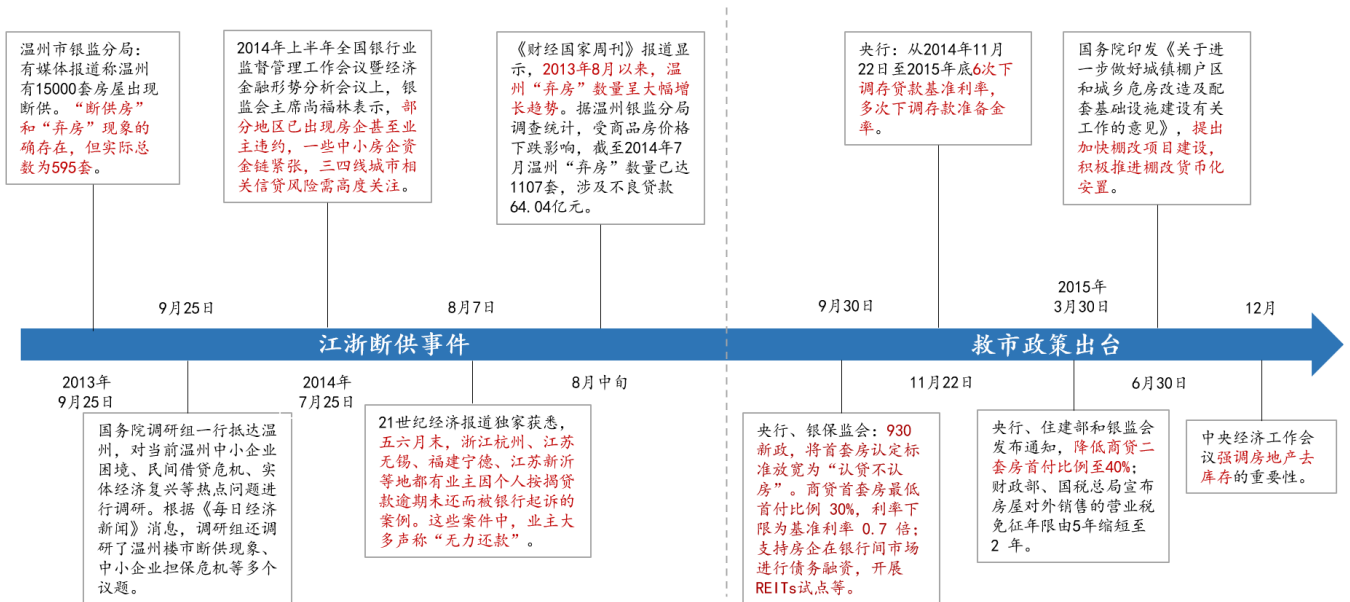 温州市银监分局：
有媒体报道称温州
有15000套房屋出现
断供。“断供房”
和“弃房”现象的
确存在，但实际总
数为595套。
2014年上半年全国银行业
监督管理工作会议暨经济
金融形势分析会议上，银
监会主席尚福林表示，部
分地区已出现房企甚至业
主违约，一些中小房企资
金链紧张，三四线城市相
关信贷风险需高度关注。
《财经国家周刊》报道显
示，2013年8月以来，温
州“弃房”数量呈大幅增
长趋势。据温州银监分局
调查统计，受商品房价格
下跌影响，截至2014年7
月温州“弃房”数量已达
1107套，涉及不良贷款
64.04亿元。
央行：从2014年11月
22日至2015年底6次下
调存贷款基准利率，
多次下调存款准备金
率。
国务院印发《关于进
一步做好城镇棚户区
和城乡危房改造及配
套基础设施建设有关
工作的意见》，提出
加快棚改项目建设，
积极推进棚改货币化
安置。
9月25日
8月7日
9月30日
2015年
3月30日
12月
江浙断供事件
救市政策出台
2013年
9月25日
2014年
7月25日
8月中旬
11月22日
6月30日
国务院调研组一行抵达温
州，对当前温州中小企业
困境、民间借贷危机、实
体经济复兴等热点问题进
行调研。根据《每日经济
新闻》消息，调研组还调
研了温州楼市断供现象、
中小企业担保危机等多个
议题。
21世纪经济报道独家获悉，
五六月末，浙江杭州、江苏
无锡、福建宁德、江苏新沂
等地都有业主因个人按揭贷
款逾期未还而被银行起诉的
案例。这些案件中，业主大
多声称“无力还款”。
央行、银保监会：930
新政，将首套房认定标
准放宽为“认贷不认
房”。商贷首套房最低
首付比例 30%，利率下
限为基准利率 0.7 倍；
支持房企在银行间市场
进行债务融资，开展
REITs试点等。
央行、住建部和银监会
发布通知，降低商贷二
套房首付比例至40%；
财政部、国税总局宣布
房屋对外销售的营业税
免征年限由5年缩短至
2 年。
中央经济工作会
议强调房地产去
库存的重要性。